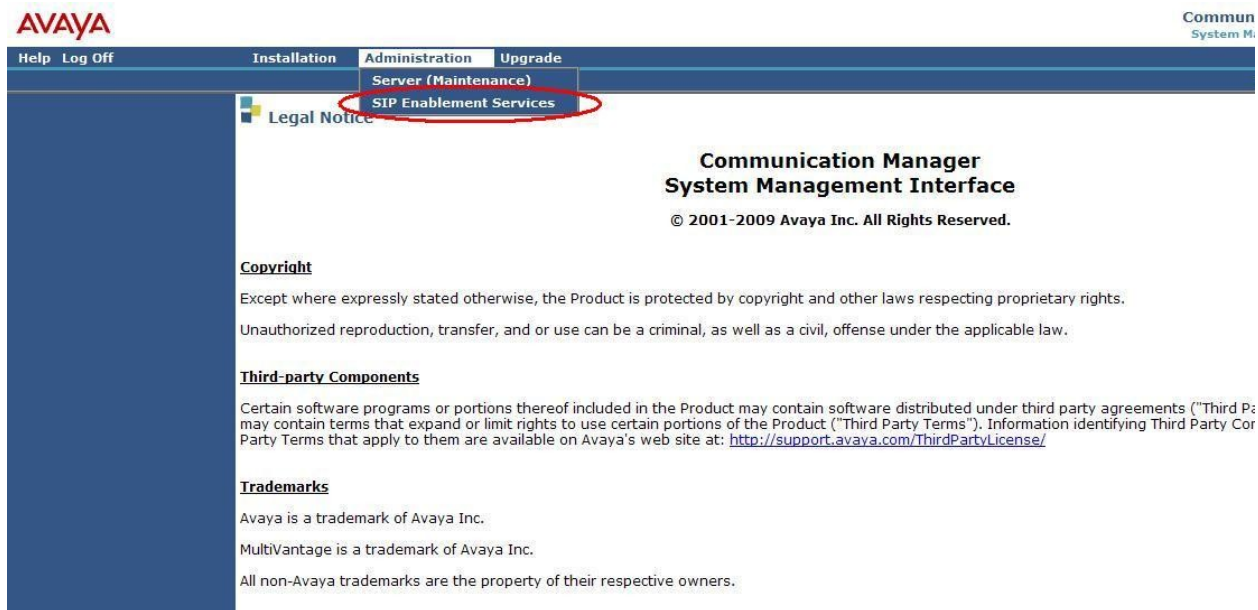 AVAYA
Commun
System Ma
Help Log Off Installation Administration Upgrade
Server (Maintenance)
SIP Enablement Services
Legal Notice
Communication Manager
System Management Interface
© 2001-2009 Avaya Inc. All Rights Reserved.
Copyright
Except where expressly stated otherwise, the Product is protected by copyright and other laws respecting proprietary rights.
Unauthorized reproduction, transfer, and or use can be a criminal, as well as a civil, offense under the applicable law.
Third-party Components
Certain software programs or portions thereof included in the Product may contain software distributed under third party agreements ("Third Pa
may contain terms that expand or limit rights to use certain portions of the Product ("Third Party Terms"). Information identifying Third Party Cor
Party Terms that apply to them are available on Avaya's web site at: http://support.avaya.com/ThirdPartyLicense/
Trademarks
Avaya is a trademark of Avaya Inc.
MultiVantage is a trademark of Avaya Inc.
All non-Avaya trademarks are the property of their respective owners.